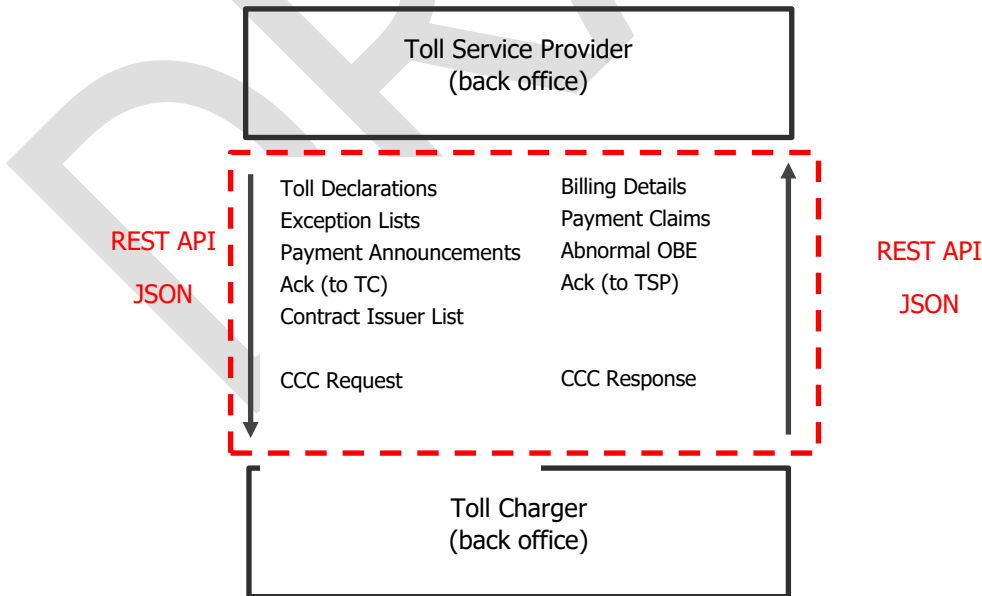 Toll Service Provider
(back office)
REST API
JSON
Toll Declarations
Exception Lists
Payment Announcements
Ack (to TC)
Contract Issuer List
CCC Request
Billing Details
Payment Claims
Abnormal OBE
Ack (to TSP)
CCC Response
REST API
JSON
Toll Charger
(back office)